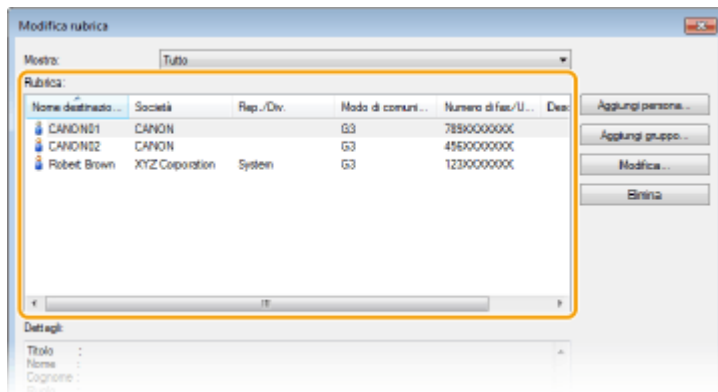 Modifica rubrica
Mostra: Tutto
Rubrica:
Nome destinazio... Società Rep./Div. Modo di comuni... Numero di fax/U... Desc
CANON01 CANON G3 789XXXXXXX
CANON02 CANON G3 456XXXXXXX
Robert Brown XYZ Corporation System G3 123XXXXXXX
Aggiungi persona...
Aggiungi gruppo...
Modifica...
Elimina
Dettagli:
Titolo :
Nome :
Cognome :